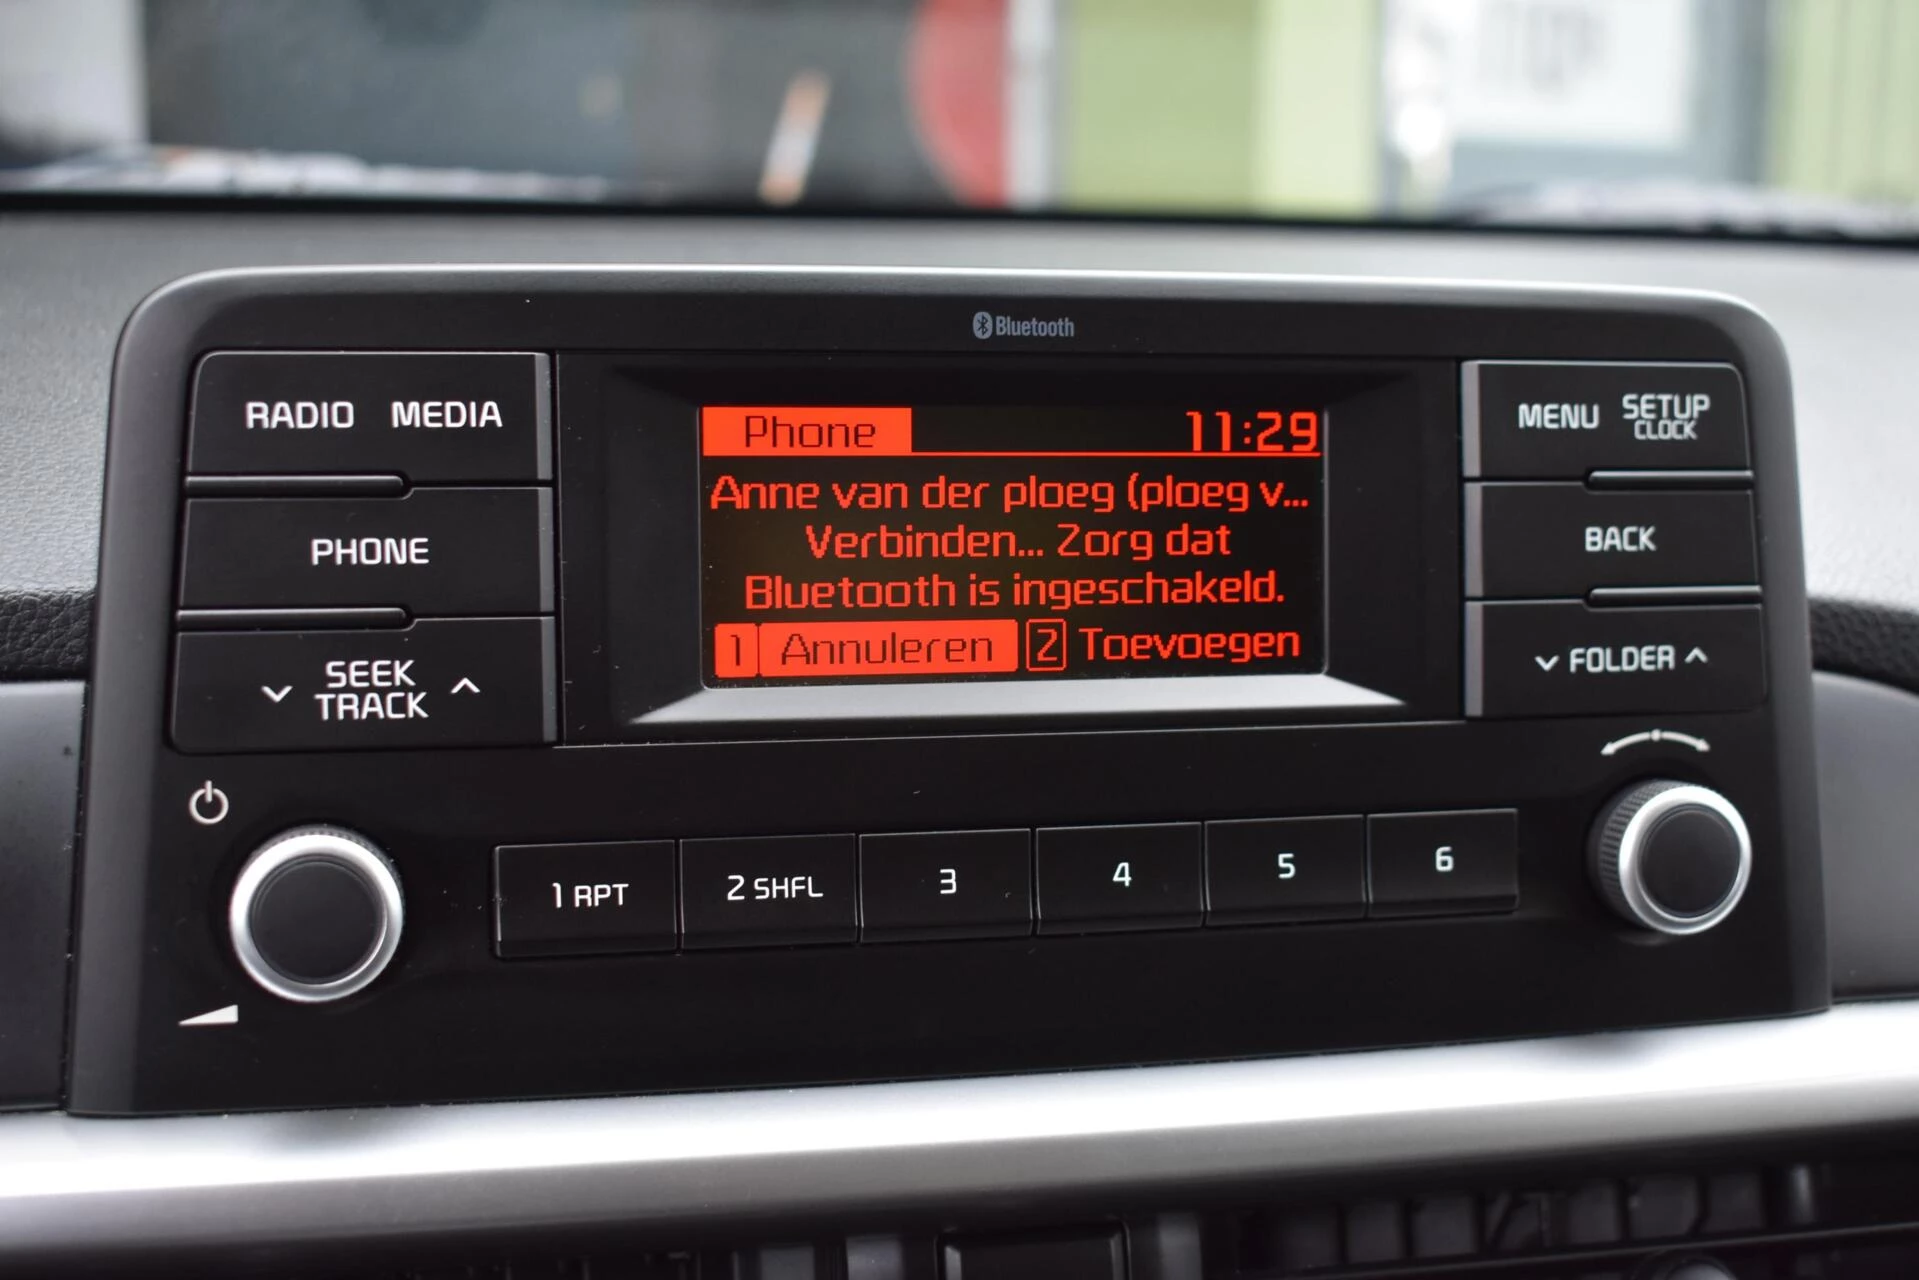 Bluetooth
RADIO MEDIA
PHONE
SEEK
TRACK
Phone 11:29
Anne van der ploeg (ploeg v...
Verbinden... Zorg dat
Bluetooth is ingeschakeld.
1 Annuleren 2 Toevoegen
MENU SETUP
CLOCK
BACK
FOLDER
1 RPT 2 SHFL 3 4 5 6